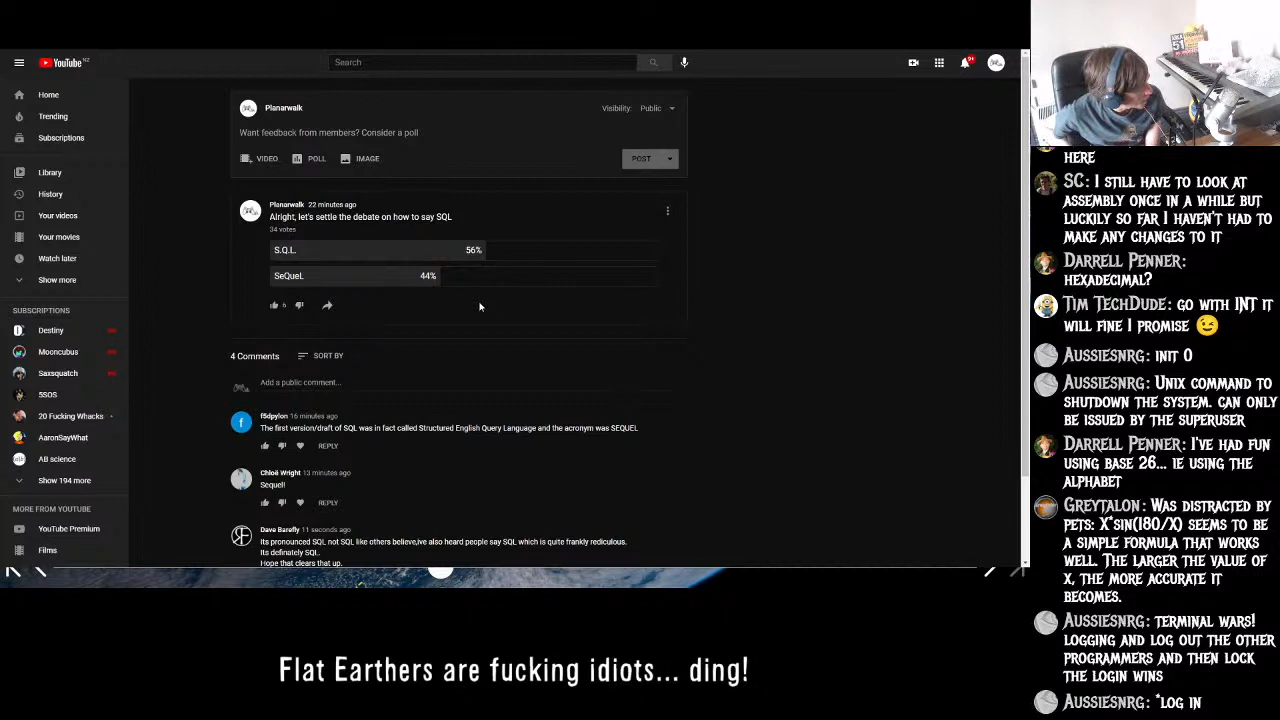 YouTube NZ
Search
9+
Home
Trending
Subscriptions
Library
History
Your videos
Your movies
Watch later
Show more
SUBSCRIPTIONS
Destiny
Mooncubus
Saxsquatch
5SOS
20 Fucking Whacks
AaronSayWhat
AB science
Show 194 more
MORE FROM YOUTUBE
YouTube Premium
Films
Planarwalk
Visibility: Public
Want feedback from members? Consider a poll
VIDEO POLL IMAGE
POST
Planarwalk 22 minutes ago
Alright, let's settle the debate on how to say SQL
34 votes
S.Q.L. 56%
SeQueL 44%
6
4 Comments SORT BY
Add a public comment...
f5dpylon 16 minutes ago
The first version/draft of SQL was in fact called Structured English Query Language and the acronym was SEQUEL
REPLY
Chloë Wright 13 minutes ago
Sequel!
REPLY
Dave Barefly 11 seconds ago
Its pronounced SQL not SQL like others believe,ive also heard people say SQL which is quite frankly rediculous.
Its definately SQL.
Hope that clears that up.
Flat Earthers are fucking idiots... ding!
AREA
51
HERE
SC: I STILL HAVE TO LOOK AT
ASSEMBLY ONCE IN A WHILE BUT
LUCKILY SO FAR I HAVEN'T HAD TO
MAKE ANY CHANGES TO IT
DARRELL PENNER:
HEXADECIMAL?
TIM TECHDUDE: GO WITH INT IT
WILL FINE I PROMISE 😉
AUSSIESNRG: INIT 0
AUSSIESNRG: UNIX COMMAND TO
SHUTDOWN THE SYSTEM. CAN ONLY
BE ISSUED BY THE SUPERUSER
DARRELL PENNER: I'VE HAD FUN
USING BASE 26... IE USING THE
ALPHABET
GREYTALON: WAS DISTRACTED BY
PETS: X*SIN(180/X) SEEMS TO BE
A SIMPLE FORMULA THAT WORKS
WELL. THE LARGER THE VALUE OF
X, THE MORE ACCURATE IT
BECOMES.
AUSSIESNRG: TERMINAL WARS!
LOGGING AND LOG OUT THE OTHER
PROGRAMMERS AND THEN LOCK
THE LOGIN WINS
AUSSIESNRG: *LOG IN